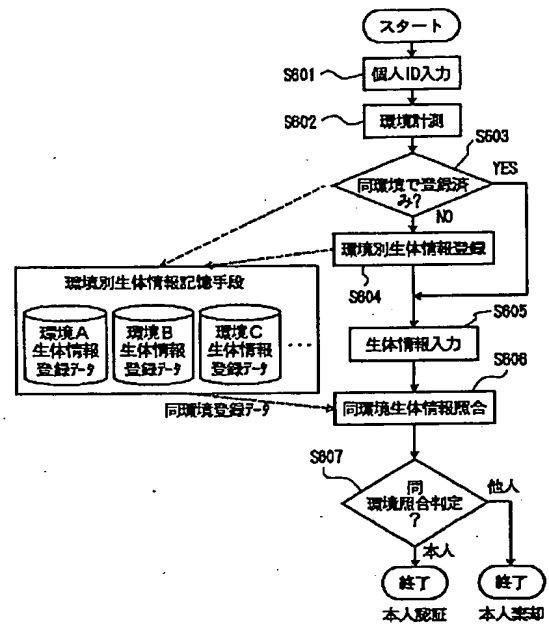 スタート
S601
個人ID入力
S602
環境計測
S603
同環境で登録済
み?
YES
NO
環境別生体情報登録
S604
環境別生体情報記憶手段
環境A
生体情報
登録データ
環境B
生体情報
登録データ
環境C
生体情報
登録データ
…
S605
生体情報入力
S606
同環境登録データ
同環境生体情報照合
S607
同
環境照合判定
?
他人
本人
終了
本人認証
終了
本人棄却